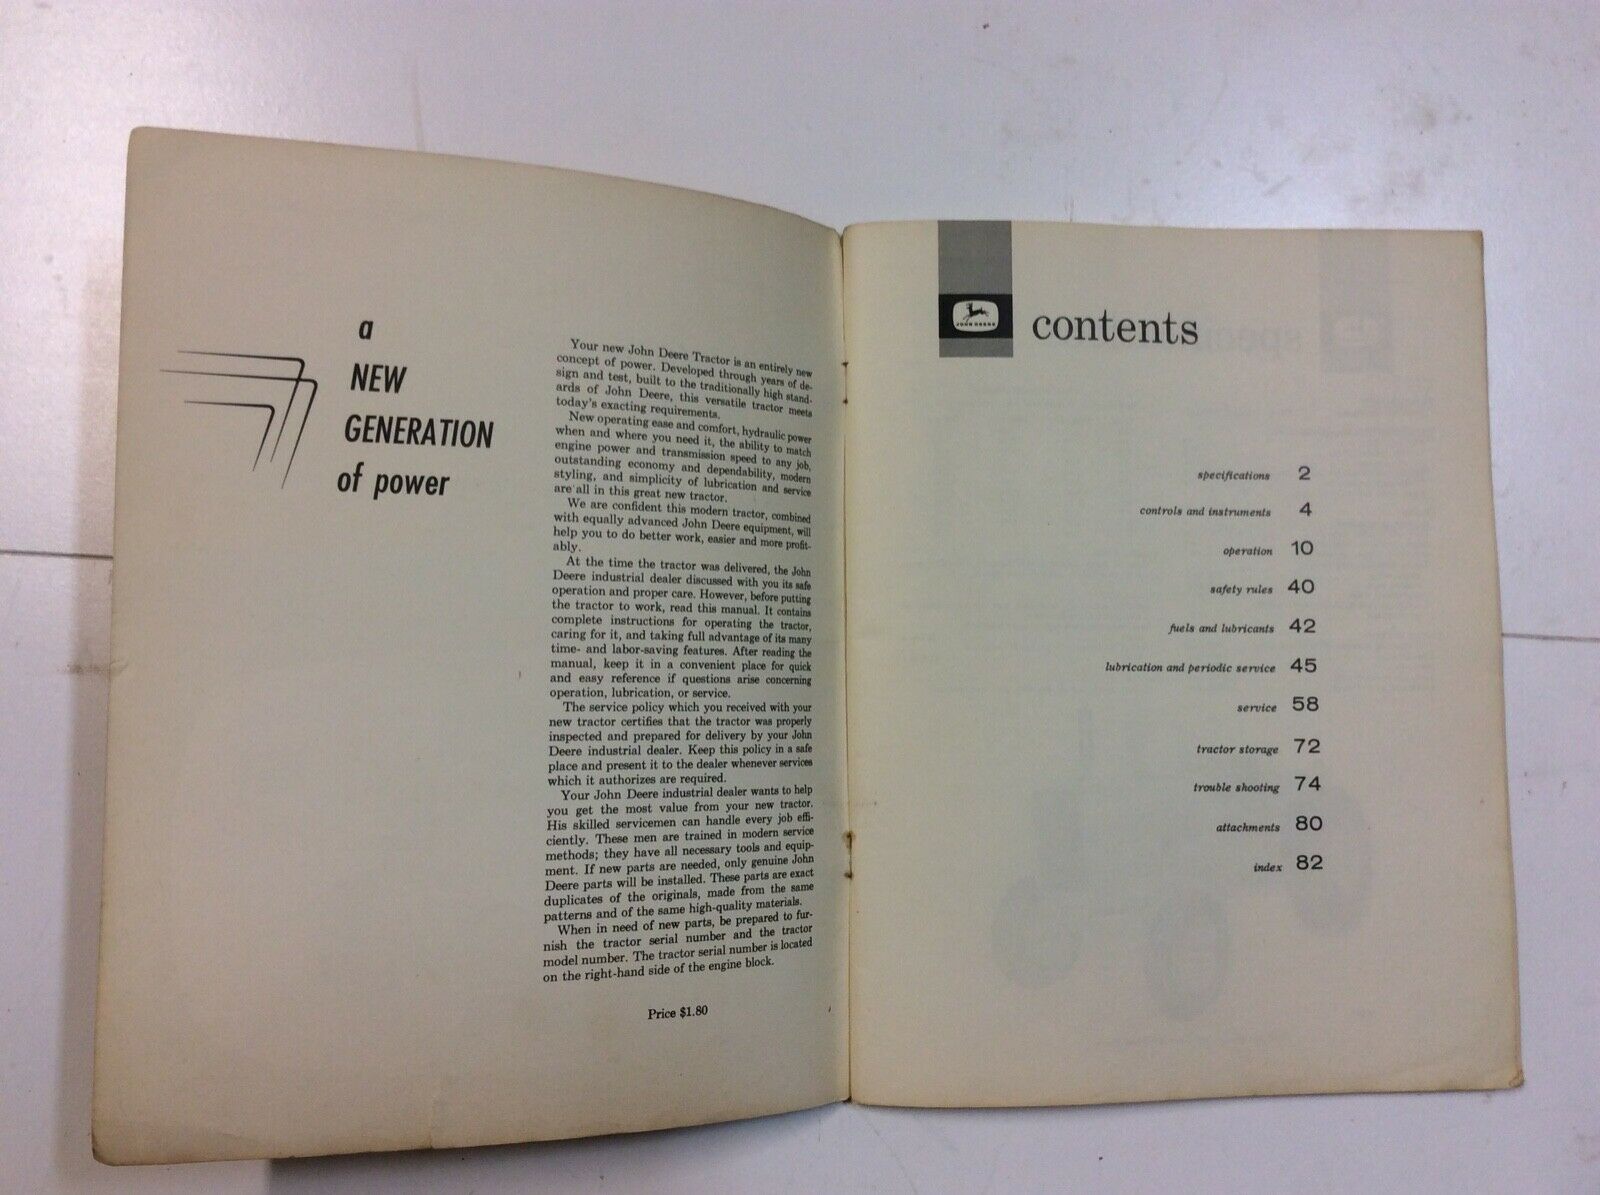 a
NEW
GENERATION
of power
Your new John Deere Tractor is an entirely new
concept of power. Developed through years of de-
sign and test, built to the traditionally high stand-
ards of John Deere, this versatile tractor meets
today's exacting requirements.
New operating ease and comfort, hydraulic power
when and where you need it, the ability to match
engine power and transmission speed to any job,
outstanding economy and dependability, modern
styling, and simplicity of lubrication and service
are all in this great new tractor.
We are confident this modern tractor, combined
with equally advanced John Deere equipment, will
help you to do better work, easier and more profit-
ably.
At the time the tractor was delivered, the John
Deere industrial dealer discussed with you its safe
operation and proper care. However, before putting
the tractor to work, read this manual. It contains
complete instructions for operating the tractor,
caring for it, and taking full advantage of its many
time- and labor-saving features. After reading the
manual, keep it in a convenient place for quick
and easy reference if questions arise concerning
operation, lubrication, or service.
The service policy which you received with your
new tractor certifies that the tractor was properly
inspected and prepared for delivery by your John
Deere industrial dealer. Keep this policy in a safe
place and present it to the dealer whenever services
which it authorizes are required.
Your John Deere industrial dealer wants to help
you get the most value from your new tractor.
His skilled servicemen can handle every job effi-
ciently. These men are trained in modern service
methods; they have all necessary tools and equip-
ment. If new parts are needed, only genuine John
Deere parts will be installed. These parts are exact
duplicates of the originals, made from the same
patterns and of the same high-quality materials.
When in need of new parts, be prepared to fur-
nish the tractor serial number and the tractor
model number. The tractor serial number is located
on the right-hand side of the engine block.
Price $1.80
JOHN DEERE
contents
specifications 2
controls and instruments 4
operation 10
safety rules 40
fuels and lubricants 42
lubrication and periodic service 45
service 58
tractor storage 72
trouble shooting 74
attachments 80
index 82